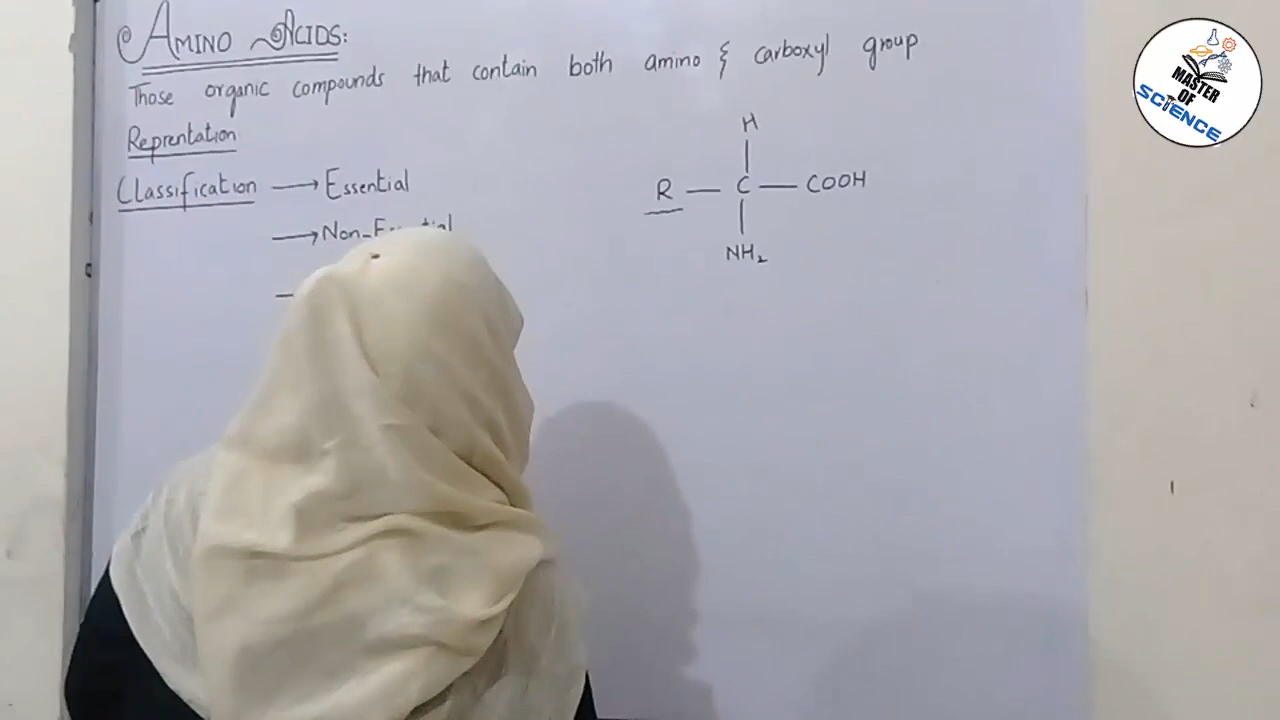 AMINO ACIDS:
Those organic compounds that contain both amino & carboxyl group
Reprentation
Classification → Essential
→ Non-
H
R — C — COOH
NH₂
MASTER
OF
SCIENCE